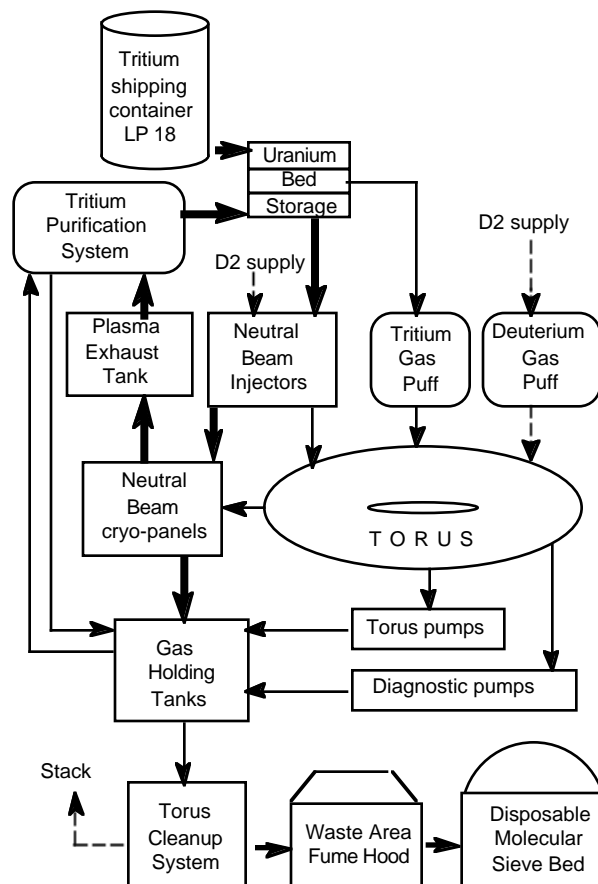 Tritium
shipping
container
LP 18
Uranium
Bed
Storage
Tritium
Purification
System
D2 supply
D2 supply
Plasma
Exhaust
Tank
Neutral
Beam
Injectors
Tritium
Gas
Puff
Deuterium
Gas
Puff
Neutral
Beam
cryo-panels
T O R U S
Gas
Holding
Tanks
Torus pumps
Diagnostic pumps
Stack
Torus
Cleanup
System
Waste Area
Fume Hood
Disposable
Molecular
Sieve Bed